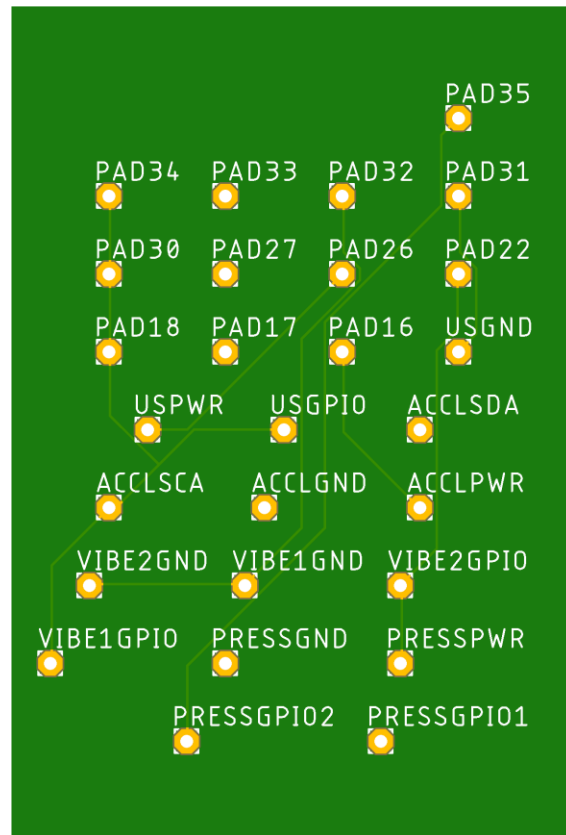 PAD35
PAD34 PAD33 PAD32 PAD31
PAD30 PAD27 PAD26 PAD22
PAD18 PAD17 PAD16 USGND
USPWR USGPIO ACCLSDA
ACCLSCA ACCLGND ACCLPWR
VIBE2GND VIBE1GND VIBE2GPIO
VIBE1GPIO PRESSGND PRESSPWR
PRESSGPIO2 PRESSGPIO1